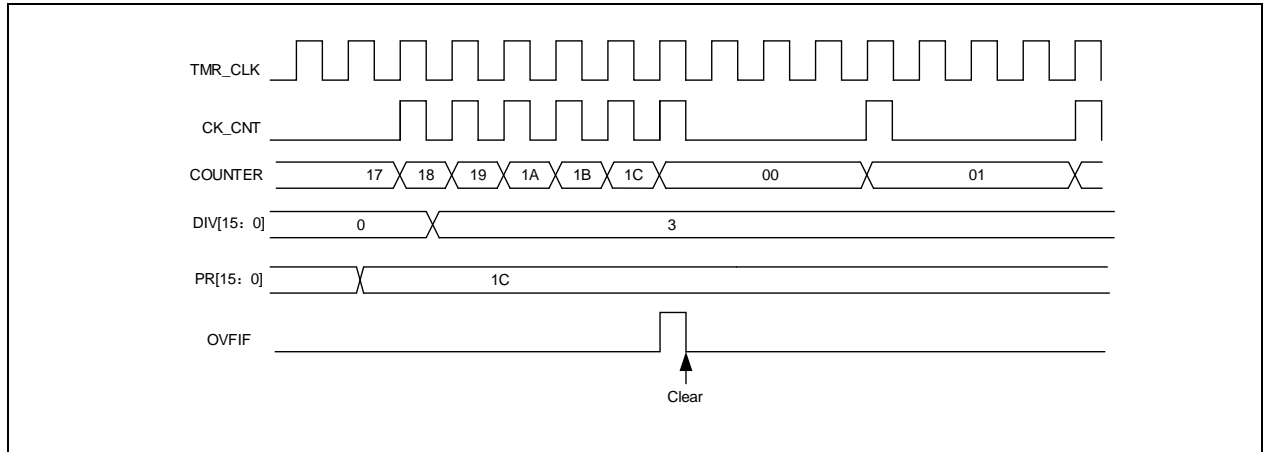 TMR_CLK
CK_CNT
COUNTER 17 18 19 1A 1B 1C 00 01
DIV[15：0] 0 3
PR[15：0] 1C
OVFIF
Clear